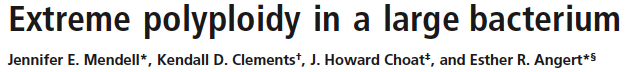 Extreme polyploidy in a large bacterium
Jennifer E. Mendell*, Kendall D. Clements†, J. Howard Choat‡, and Esther R. Angert*§